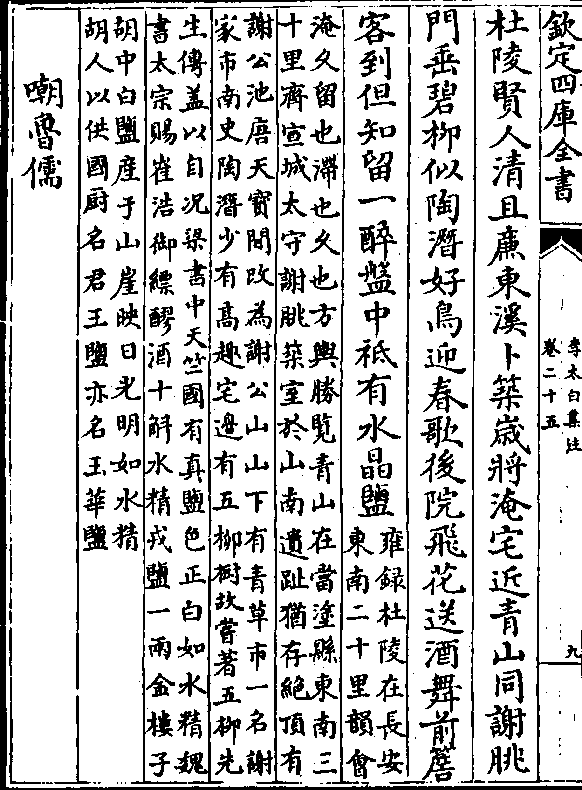 欽定四庫全書
李太白集注
卷二十五
九
杜陵賢人清且廉東溪卜築歲將淹宅近青山同謝朓
門垂碧柳似陶潛好鳥迎春歌後院飛花送酒舞前簷
客到但知留一醉盤中祗有水晶鹽
雍録杜陵在長安
東南二十里韻會
淹久留也滯也久也方輿勝覽青山在當塗縣東南三
十里齊宣城太守謝朓築室於山南遺趾猶存絶頂有
謝公池唐天寶間改為謝公山山下有青草市一名謝
家市南史陶潛少有髙趣宅邉有五柳樹故嘗著五柳先
生傳盖以自况梁書中天竺國有真鹽色正白如水精魏
書太宗賜崔浩御縹醪酒十觧水精戎鹽一兩金樓子
胡中白鹽産于山崖映日光明如水精
胡人以供國厨名君王鹽亦名玉華鹽
嘲魯儒